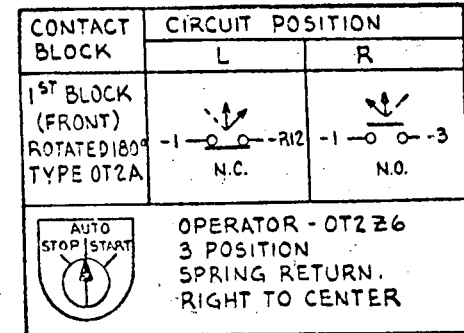 CONTACT BLOCK
CIRCUIT POSITION
L
R
1ST BLOCK
(FRONT)
ROTATED 180°
TYPE OT2A
-1
-R12
N.C.
-1
-3
N.O.
AUTO
STOP
START
OPERATOR - OT2Z6
3 POSITION
SPRING RETURN.
RIGHT TO CENTER